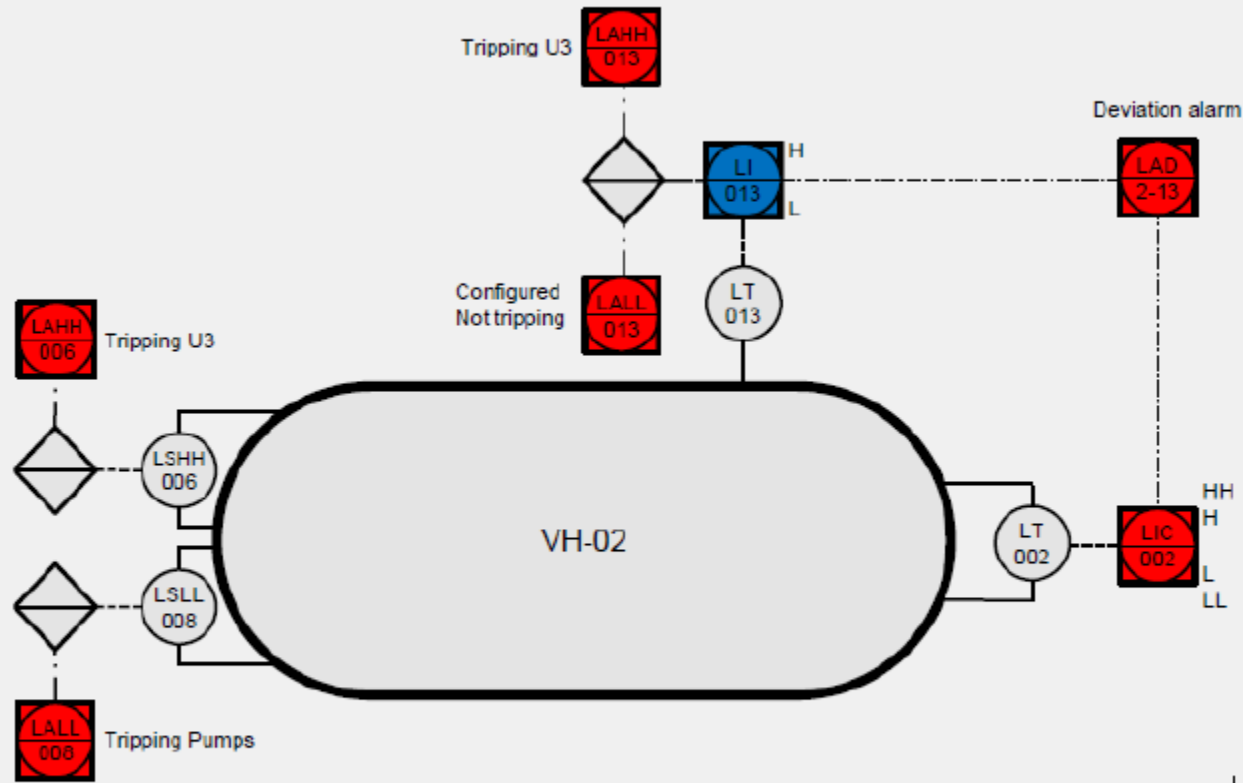 Tripping U3
LAHH
013
Deviation alarm
LI
013
H
L
LAD
2-13
Configured
Not tripping
LALL
013
LT
013
LAHH
006
Tripping U3
LSHH
006
VH-02
LT
002
LIC
002
HH
H
L
LL
LSLL
008
LALL
008
Tripping Pumps